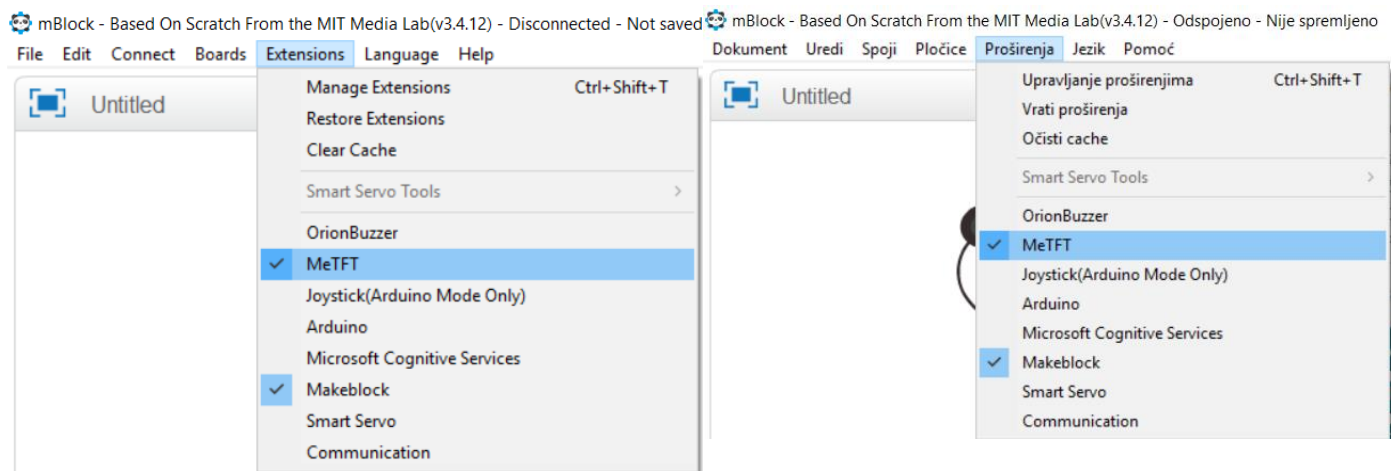 mBlock - Based On Scratch From the MIT Media Lab(v3.4.12) - Disconnected - Not saved
File Edit Connect Boards Extensions Language Help
Untitled
Manage Extensions Ctrl+Shift+T
Restore Extensions
Clear Cache
Smart Servo Tools
OrionBuzzer
MeTFT
Joystick(Arduino Mode Only)
Arduino
Microsoft Cognitive Services
Makeblock
Smart Servo
Communication
mBlock - Based On Scratch From the MIT Media Lab(v3.4.12) - Odspojeno - Nije spremljeno
Dokument Uredi Spoji Pločice Proširenja Jezik Pomoć
Untitled
Upravljanje proširenjima Ctrl+Shift+T
Vrati proširenja
Očisti cache
Smart Servo Tools
OrionBuzzer
MeTFT
Joystick(Arduino Mode Only)
Arduino
Microsoft Cognitive Services
Makeblock
Smart Servo
Communication